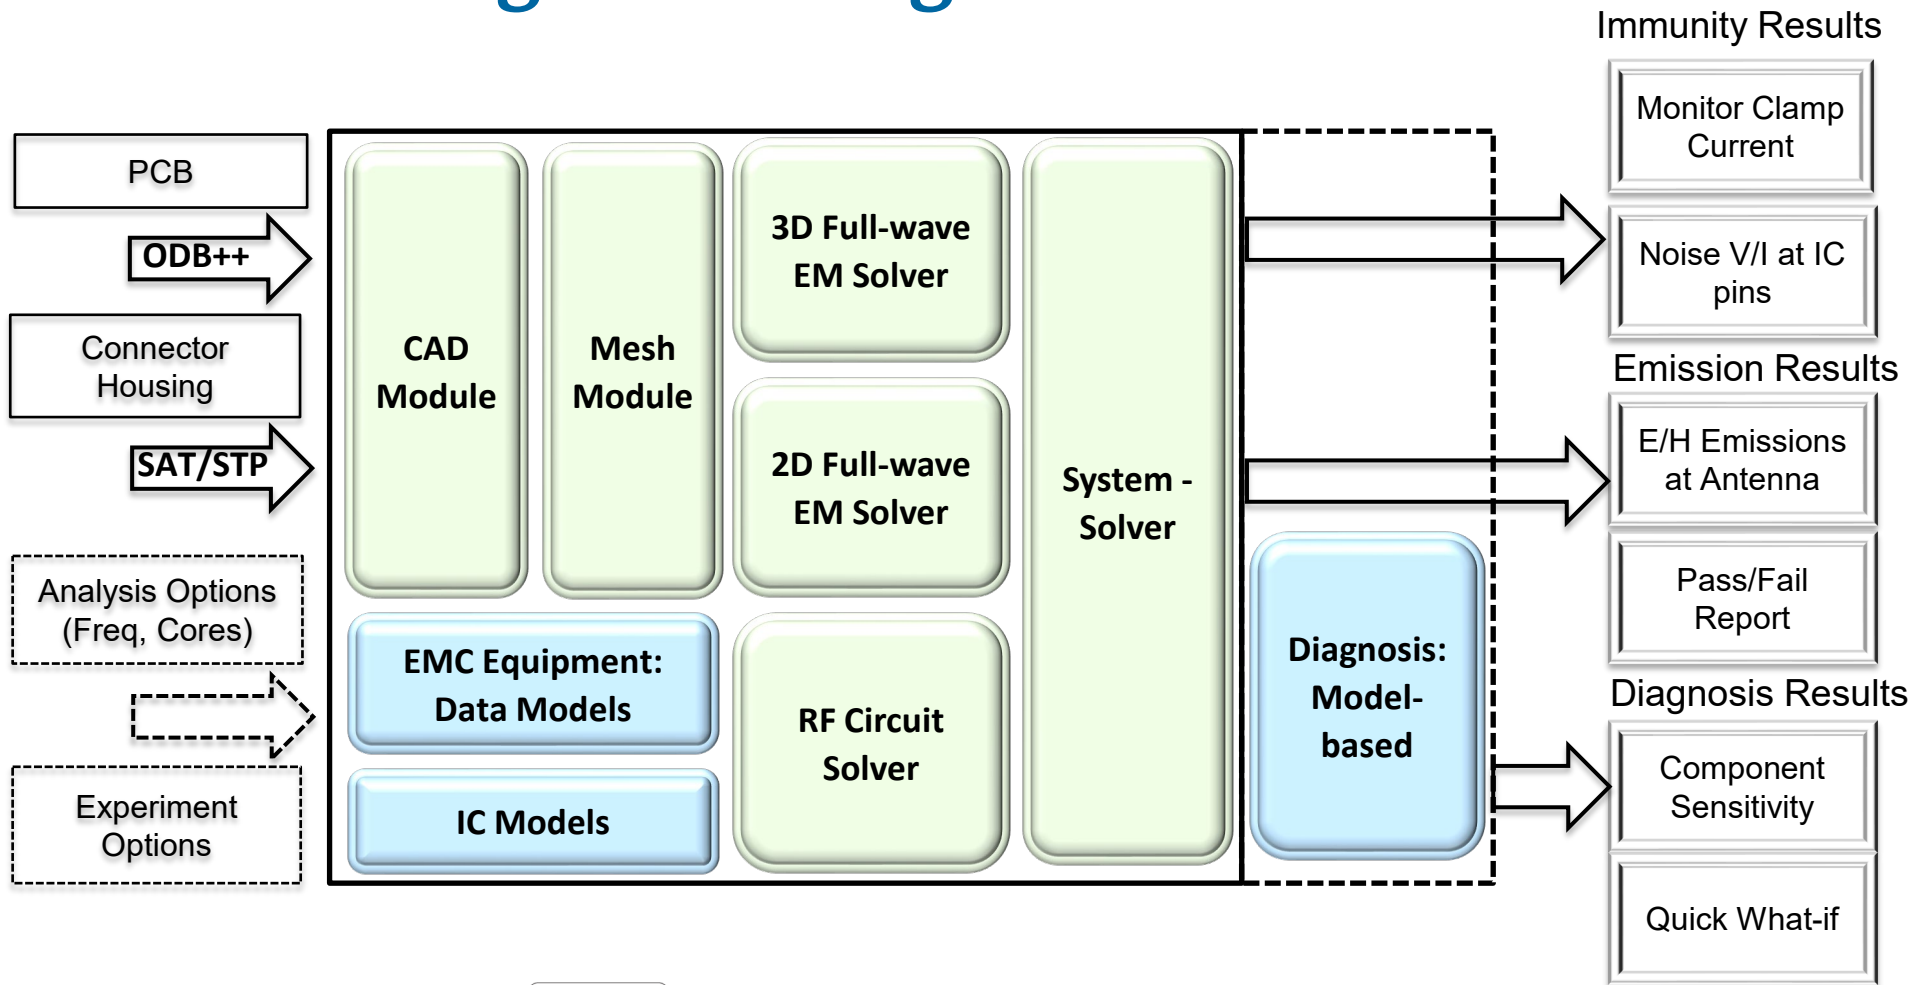 Immunity Results
Monitor Clamp
Current
Noise V/I at IC
pins
PCB
ODB++
Connector
Housing
SAT/STP
Analysis Options
(Freq, Cores)
Experiment
Options
CAD
Module
Mesh
Module
3D Full-wave
EM Solver
2D Full-wave
EM Solver
EMC Equipment:
Data Models
IC Models
RF Circuit
Solver
System -
Solver
Diagnosis:
Model-
based
Emission Results
E/H Emissions
at Antenna
Pass/Fail
Report
Diagnosis Results
Component
Sensitivity
Quick What-if